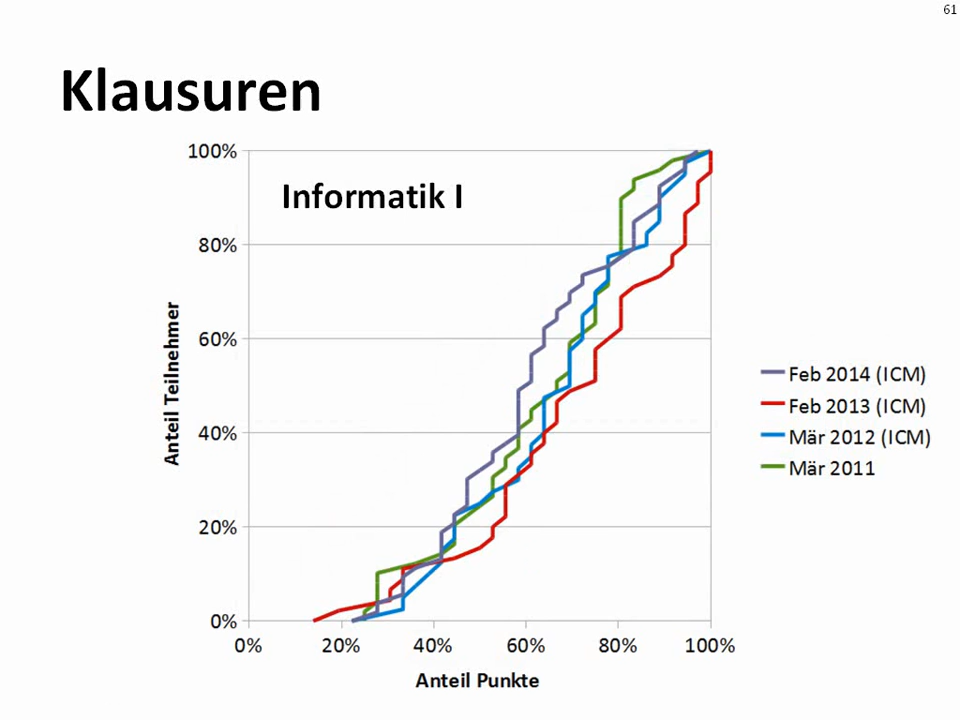 61
Klausuren
Informatik I
100%
80%
60%
40%
20%
0%
Anteil Teilnehmer
0%
20%
40%
60%
80%
100%
Anteil Punkte
Feb 2014 (ICM)
Feb 2013 (ICM)
Mär 2012 (ICM)
Mär 2011